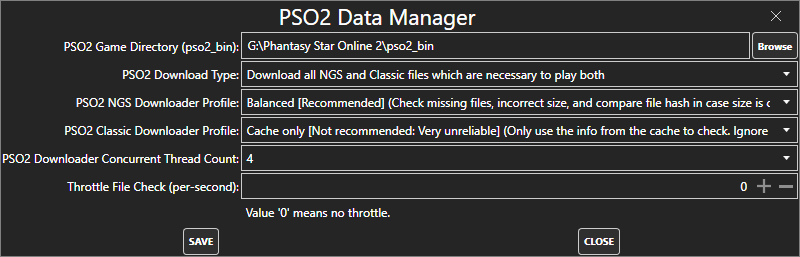 PSO2 Data Manager
PSO2 Game Directory (pso2_bin): G:\Phantasy Star Online 2\pso2_bin Browse
PSO2 Download Type: Download all NGS and Classic files which are necessary to play both
PSO2 NGS Downloader Profile: Balanced [Recommended] (Check missing files, incorrect size, and compare file hash in case size is c
PSO2 Classic Downloader Profile: Cache only [Not recommended: Very unreliable] (Only use the info from the cache to check. Ignore
PSO2 Downloader Concurrent Thread Count: 4
Throttle File Check (per-second): 0
Value '0' means no throttle.
SAVE CLOSE